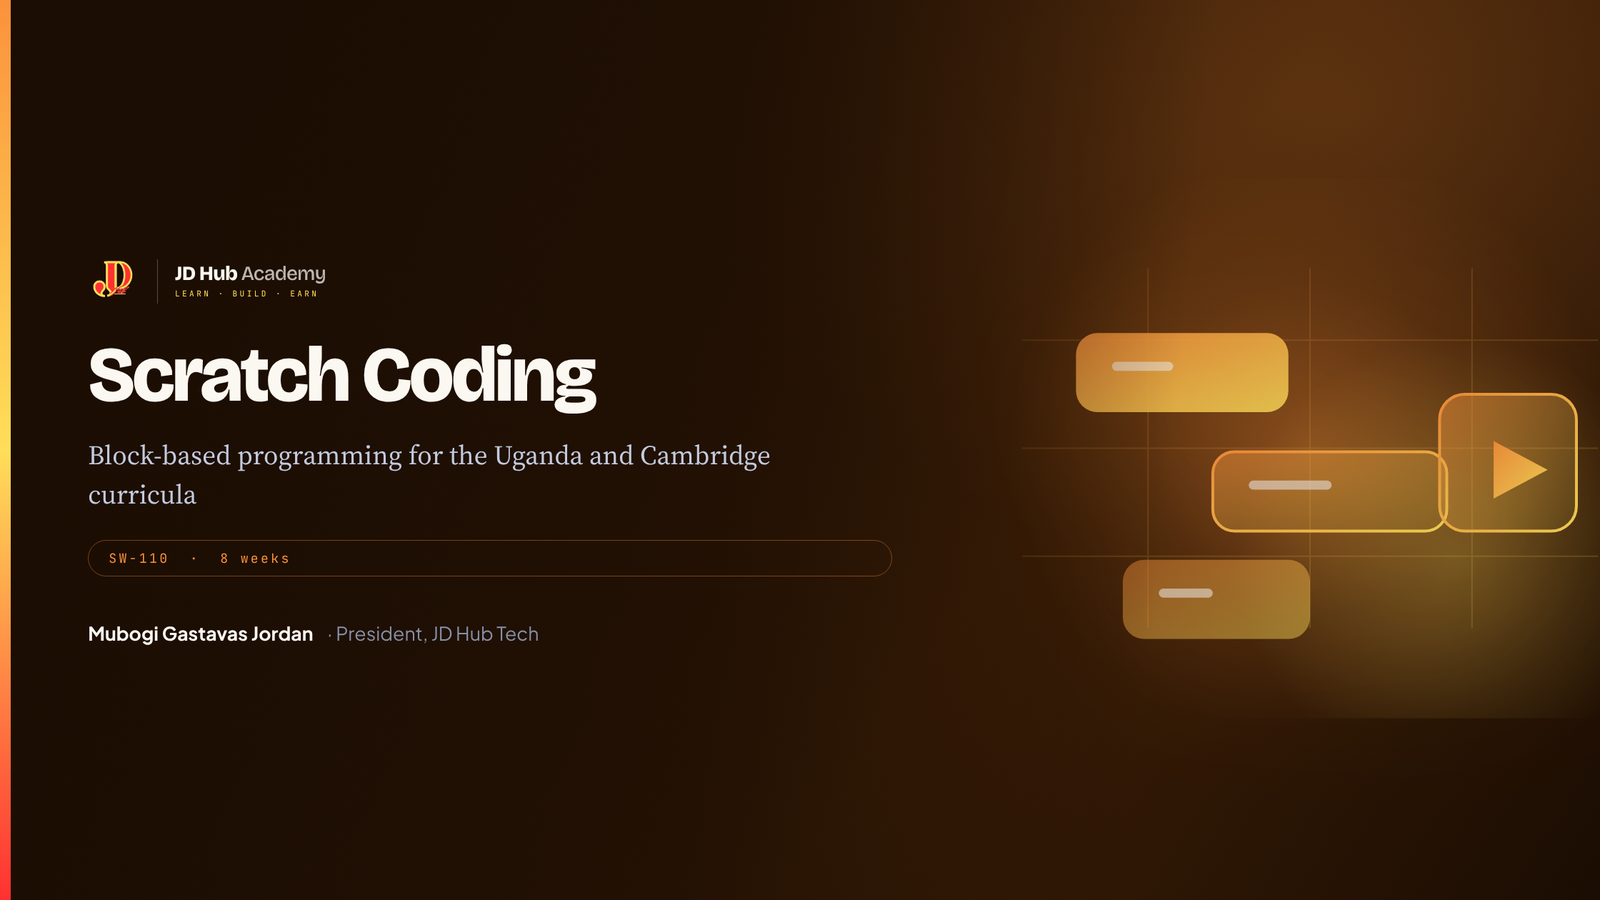 JD Hub Academy
LEARN · BUILD · EARN
Scratch Coding
Block-based programming for the Uganda and Cambridge
curricula
SW-110 · 8 weeks
Mubogi Gastavas Jordan · President, JD Hub Tech